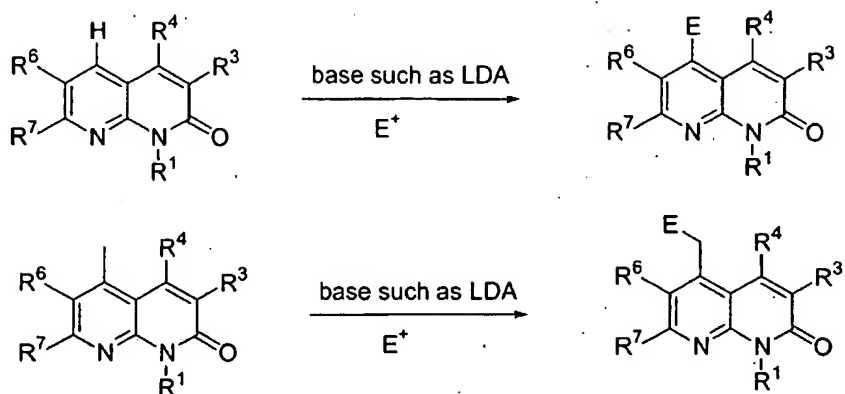 H R⁴ R⁶ R³ R⁷ N N O R¹
base such as LDA
E⁺
E R⁴ R⁶ R³ R⁷ N N O R¹
R⁴ R⁶ R³ R⁷ N N O R¹
base such as LDA
E⁺
E R⁴ R⁶ R³ R⁷ N N O R¹